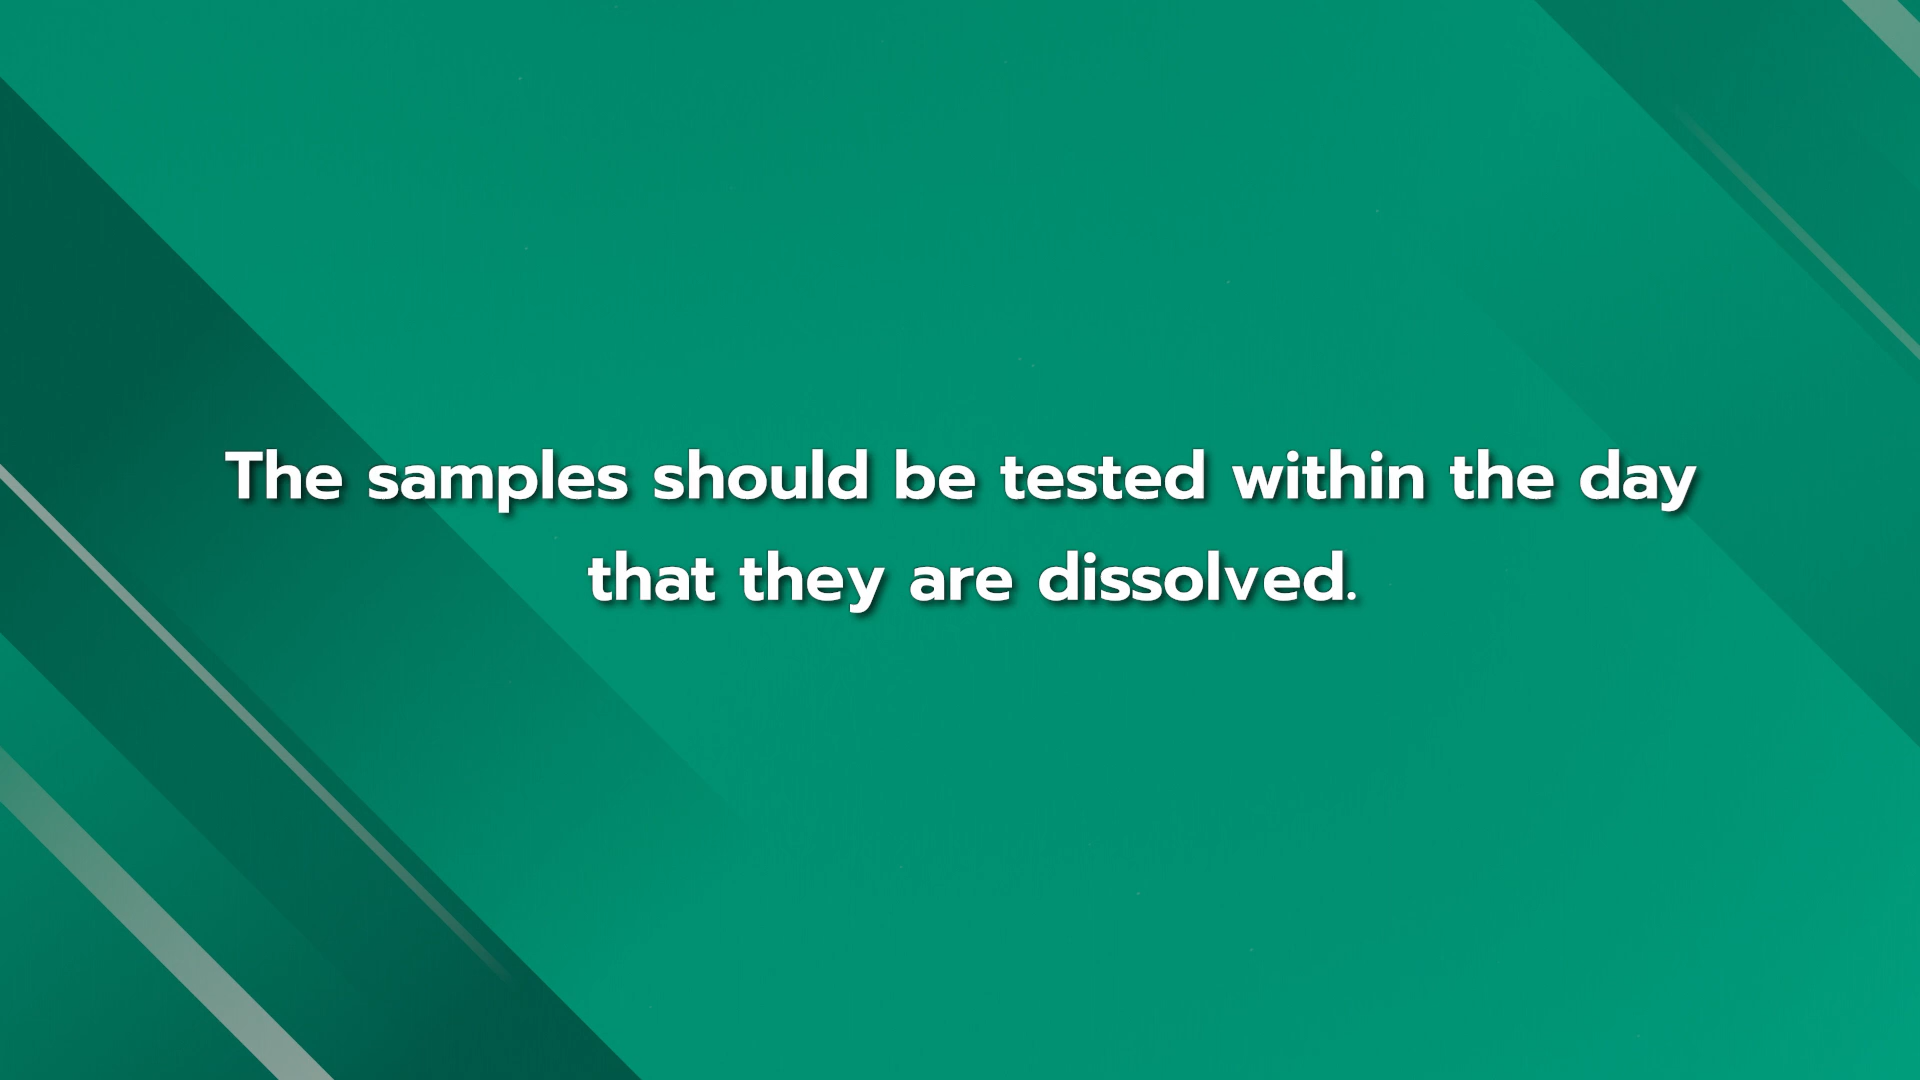 The samples should be tested within the day
that they are dissolved.